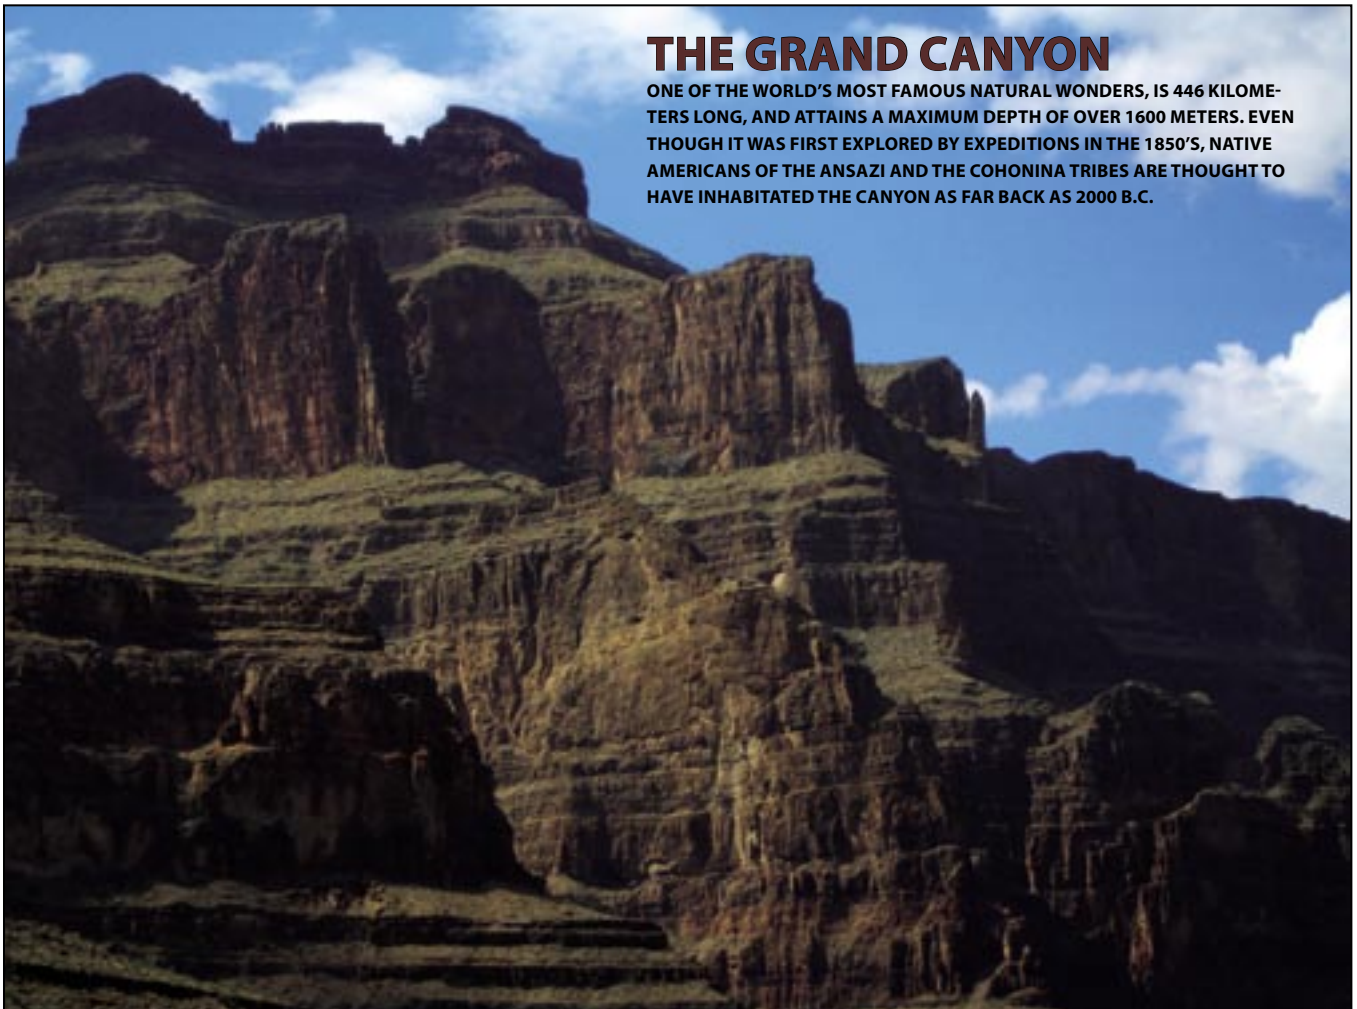 THE GRAND CANYON
ONE OF THE WORLD'S MOST FAMOUS NATURAL WONDERS, IS 446 KILOME-
TERS LONG, AND ATTAINS A MAXIMUM DEPTH OF OVER 1600 METERS. EVEN
THOUGH IT WAS FIRST EXPLORED BY EXPEDITIONS IN THE 1850'S, NATIVE
AMERICANS OF THE ANSAZI AND THE COHONINA TRIBES ARE THOUGHT TO
HAVE INHABITATED THE CANYON AS FAR BACK AS 2000 B.C.